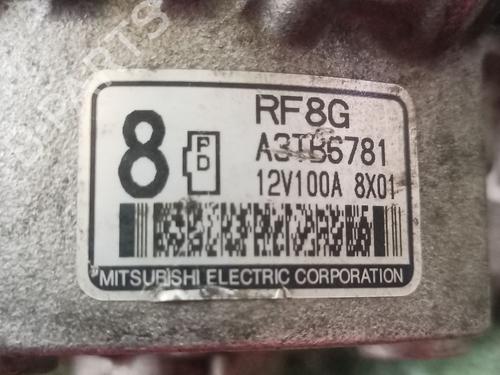 RF8G
8
P
D
A3TB6781
12V100A 8X01
MITSUBISHI ELECTRIC CORPORATION